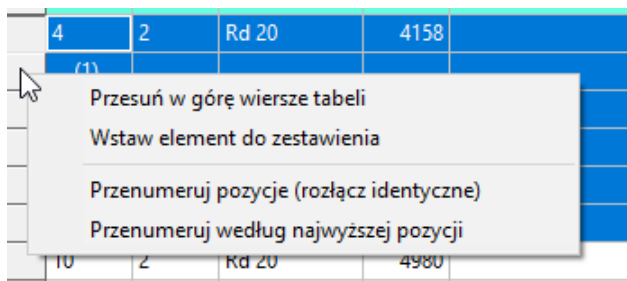 4 2 Rd 20 4158
(1)
Przesuń w górę wiersze tabeli
Wstaw element do zestawienia
Przenumeruj pozycje (rozłącz identyczne)
Przenumeruj według najwyższej pozycji
10 2 Rd 20 4980